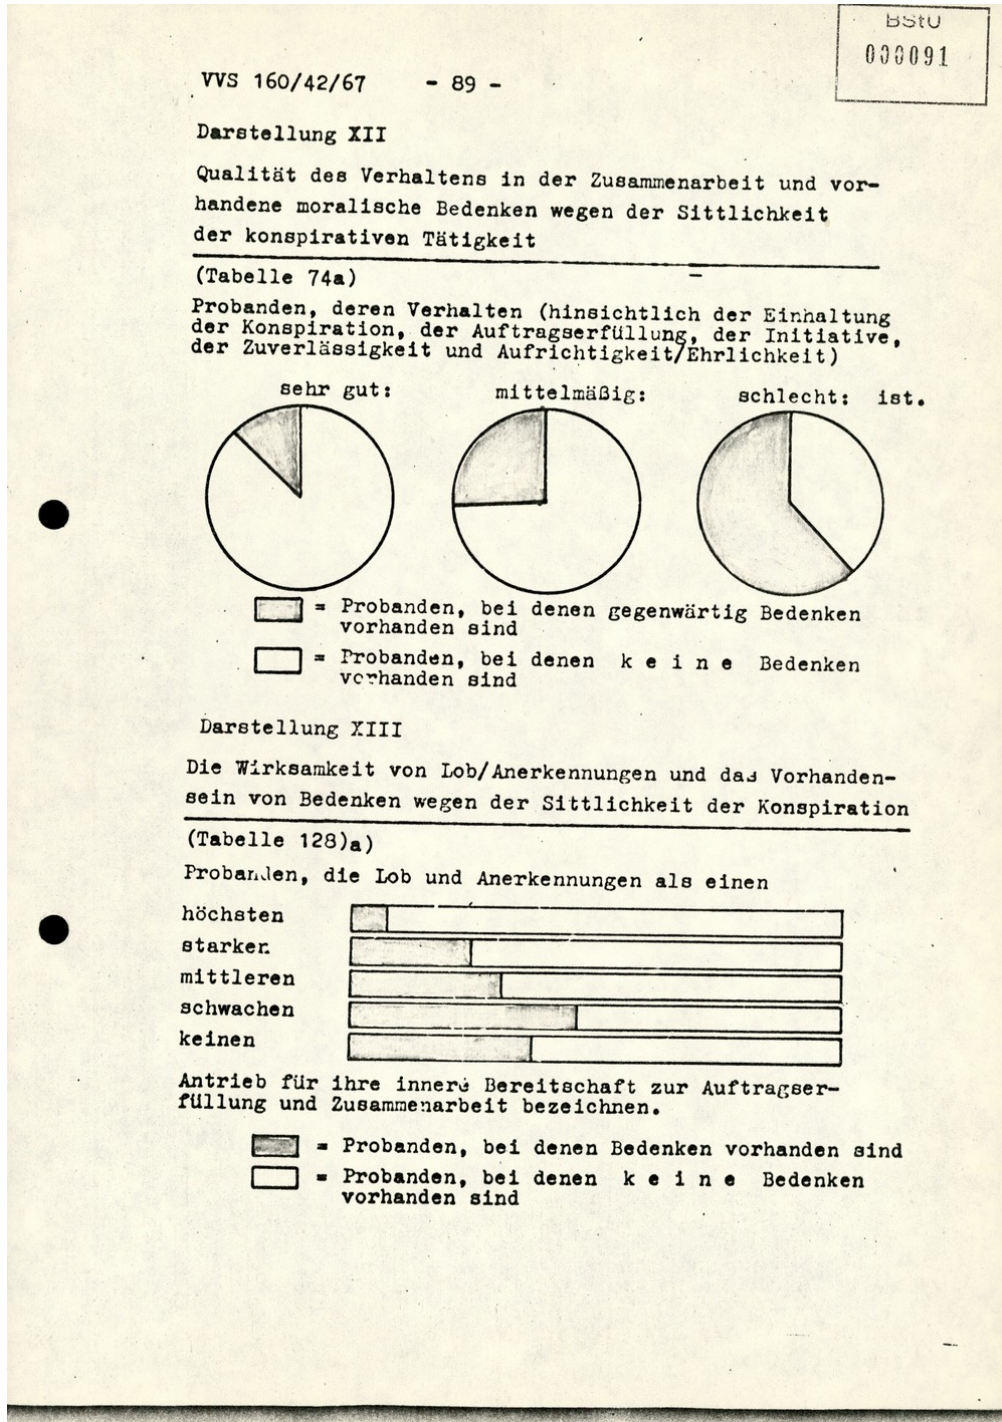 BStU
000091
VVS 160/42/67 - 89 -
Darstellung XII
Qualität des Verhaltens in der Zusammenarbeit und vor-
handene moralische Bedenken wegen der Sittlichkeit
der konspirativen Tätigkeit
(Tabelle 74a)
Probanden, deren Verhalten (hinsichtlich der Einhaltung
der Konspiration, der Auftragserfüllung, der Initiative,
der Zuverlässigkeit und Aufrichtigkeit/Ehrlichkeit)
sehr gut: mittelmäßig: schlecht: ist.
= Probanden, bei denen gegenwärtig Bedenken
vorhanden sind
= Probanden, bei denen k e i n e Bedenken
vorhanden sind
Darstellung XIII
Die Wirksamkeit von Lob/Anerkennungen und das Vorhanden-
sein von Bedenken wegen der Sittlichkeit der Konspiration
(Tabelle 128)a)
Probanden, die Lob und Anerkennungen als einen
höchsten
starken
mittleren
schwachen
keinen
Antrieb für ihre innere Bereitschaft zur Auftragser-
füllung und Zusammenarbeit bezeichnen.
= Probanden, bei denen Bedenken vorhanden sind
= Probanden, bei denen k e i n e Bedenken
vorhanden sind